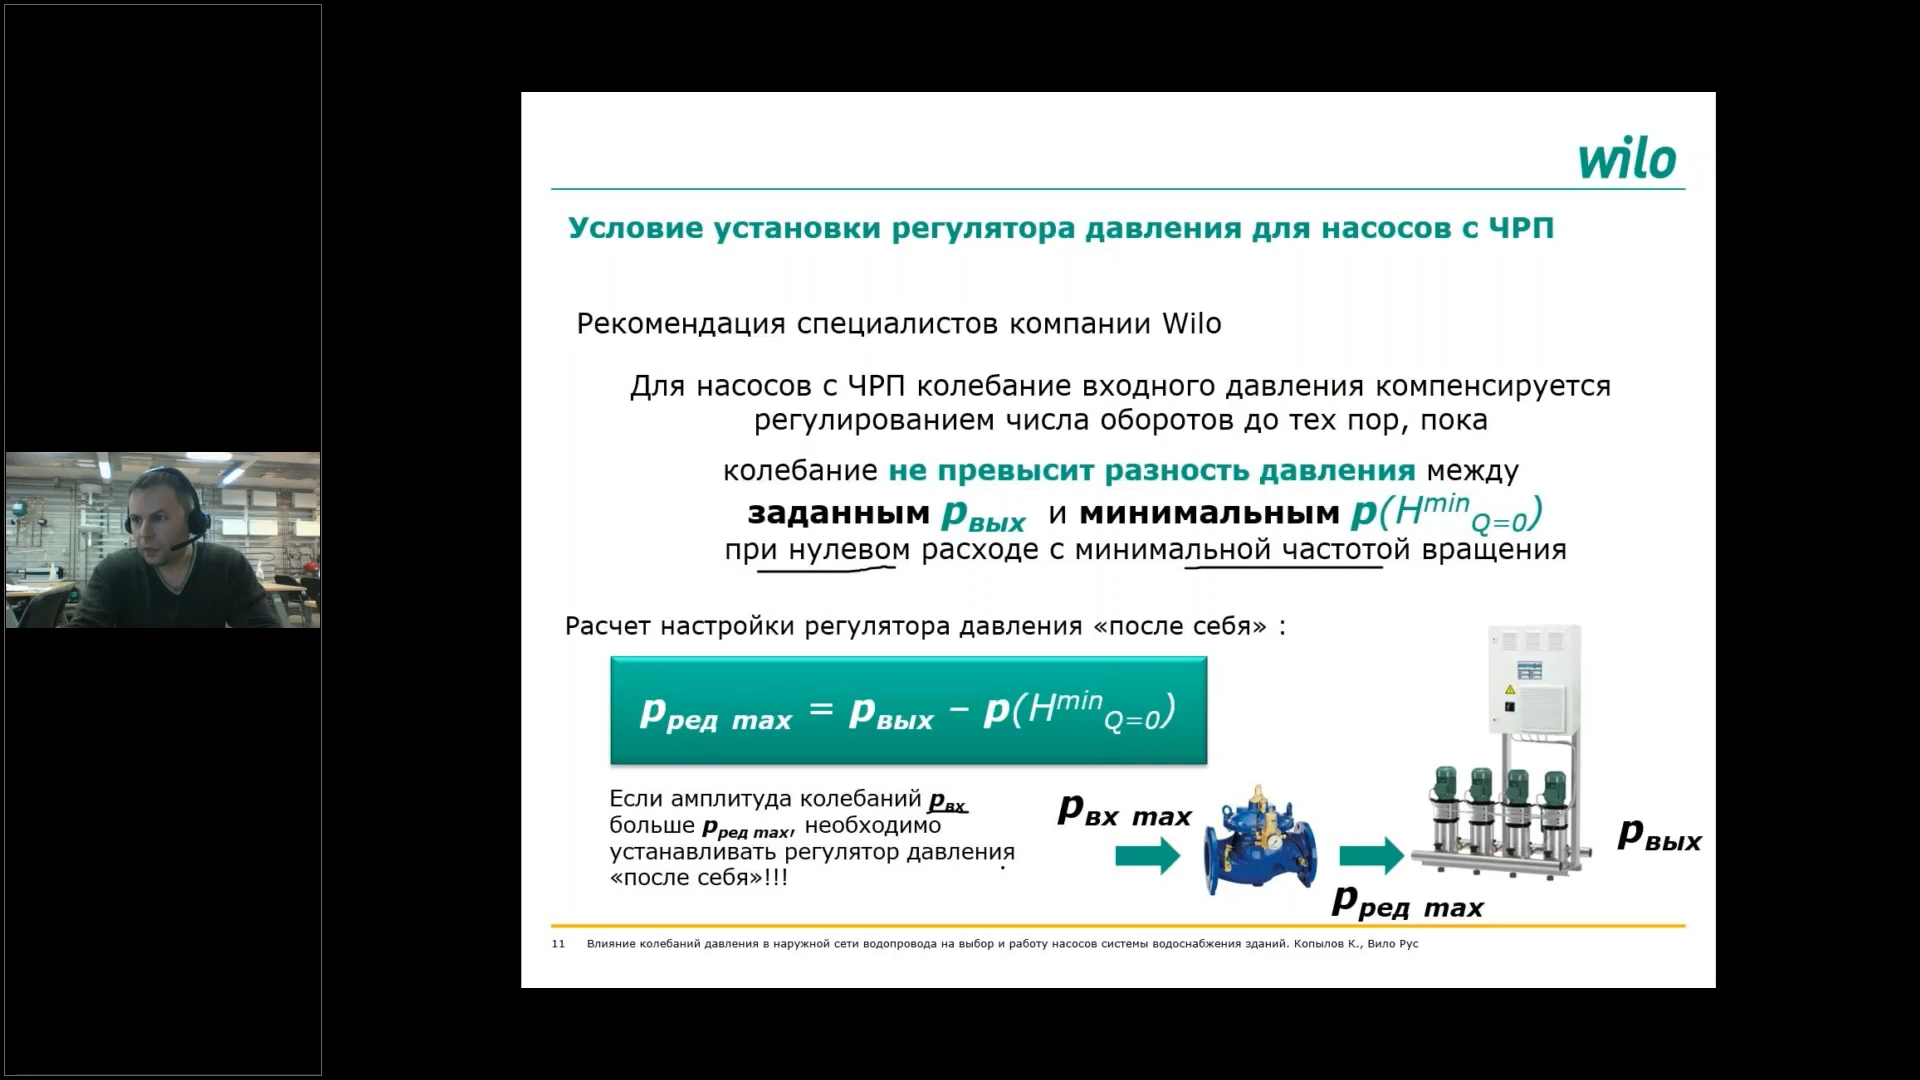 wilo
Условие установки регулятора давления для насосов с ЧРП
Рекомендация специалистов компании Wilo
Для насосов с ЧРП колебание входного давления компенсируется
регулированием числа оборотов до тех пор, пока
колебание не превысит разность давления между
заданным pвых и минимальным p(HminQ=0)
при нулевом расходе с минимальной частотой вращения
Расчет настройки регулятора давления «после себя» :
pред max = pвых – p(HminQ=0)
Если амплитуда колебаний pвх
больше pред max, необходимо
устанавливать регулятор давления
«после себя»!!!
pвх max
pред max
pвых
11 Влияние колебаний давления в наружной сети водопровода на выбор и работу насосов системы водоснабжения зданий. Копылов К., Вило Рус